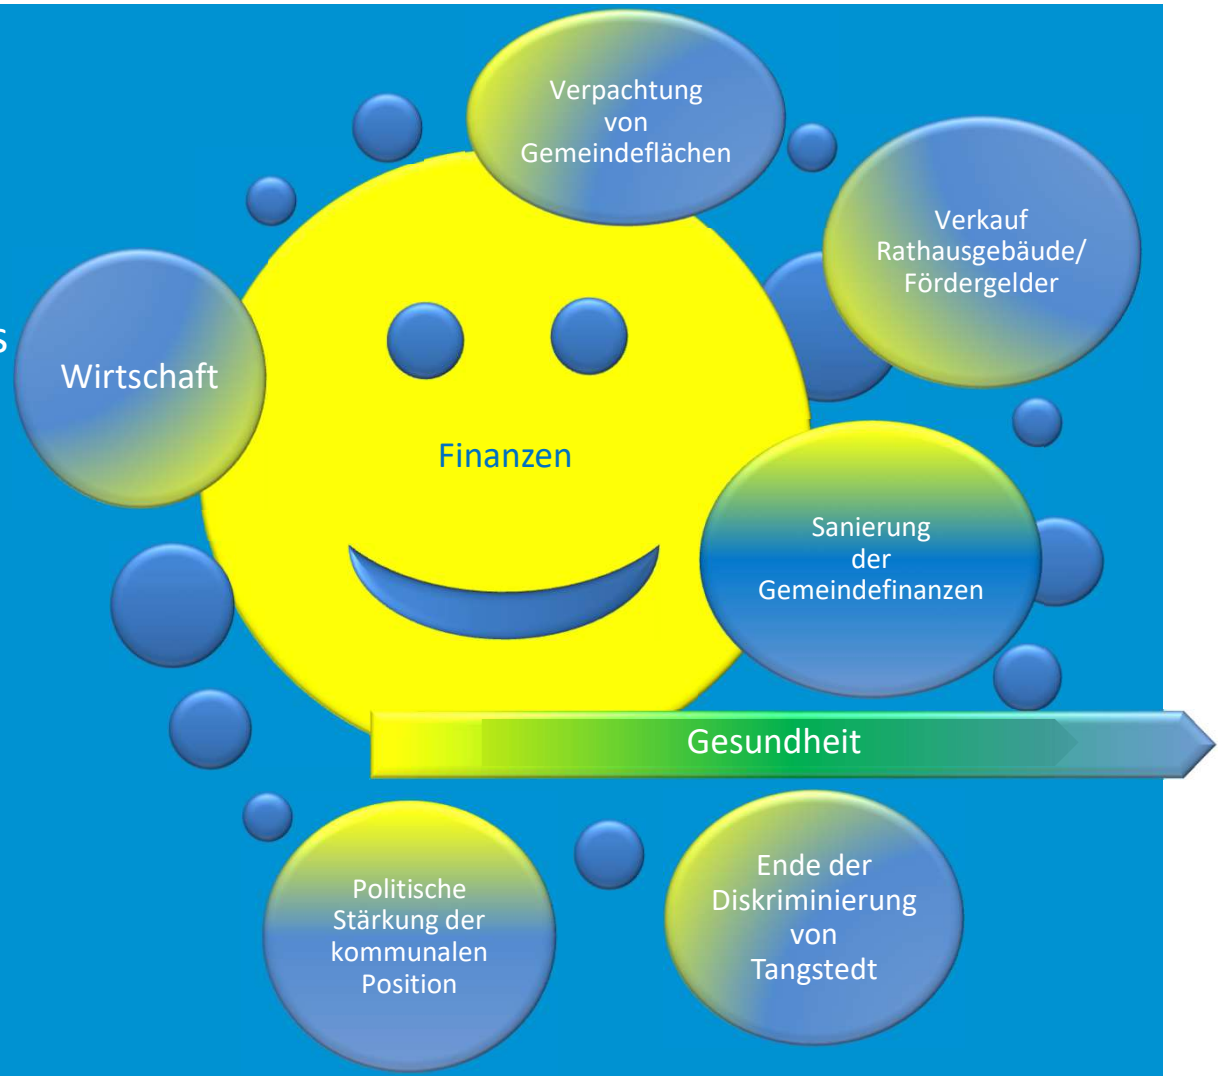 Verpachtung
von
Gemeindeflächen
Verkauf
Rathausgebäude/
Fördergelder
s
Wirtschaft
Finanzen
Sanierung
der
Gemeindefinanzen
Gesundheit
Politische
Stärkung der
kommunalen
Position
Ende der
Diskriminierung
von
Tangstedt